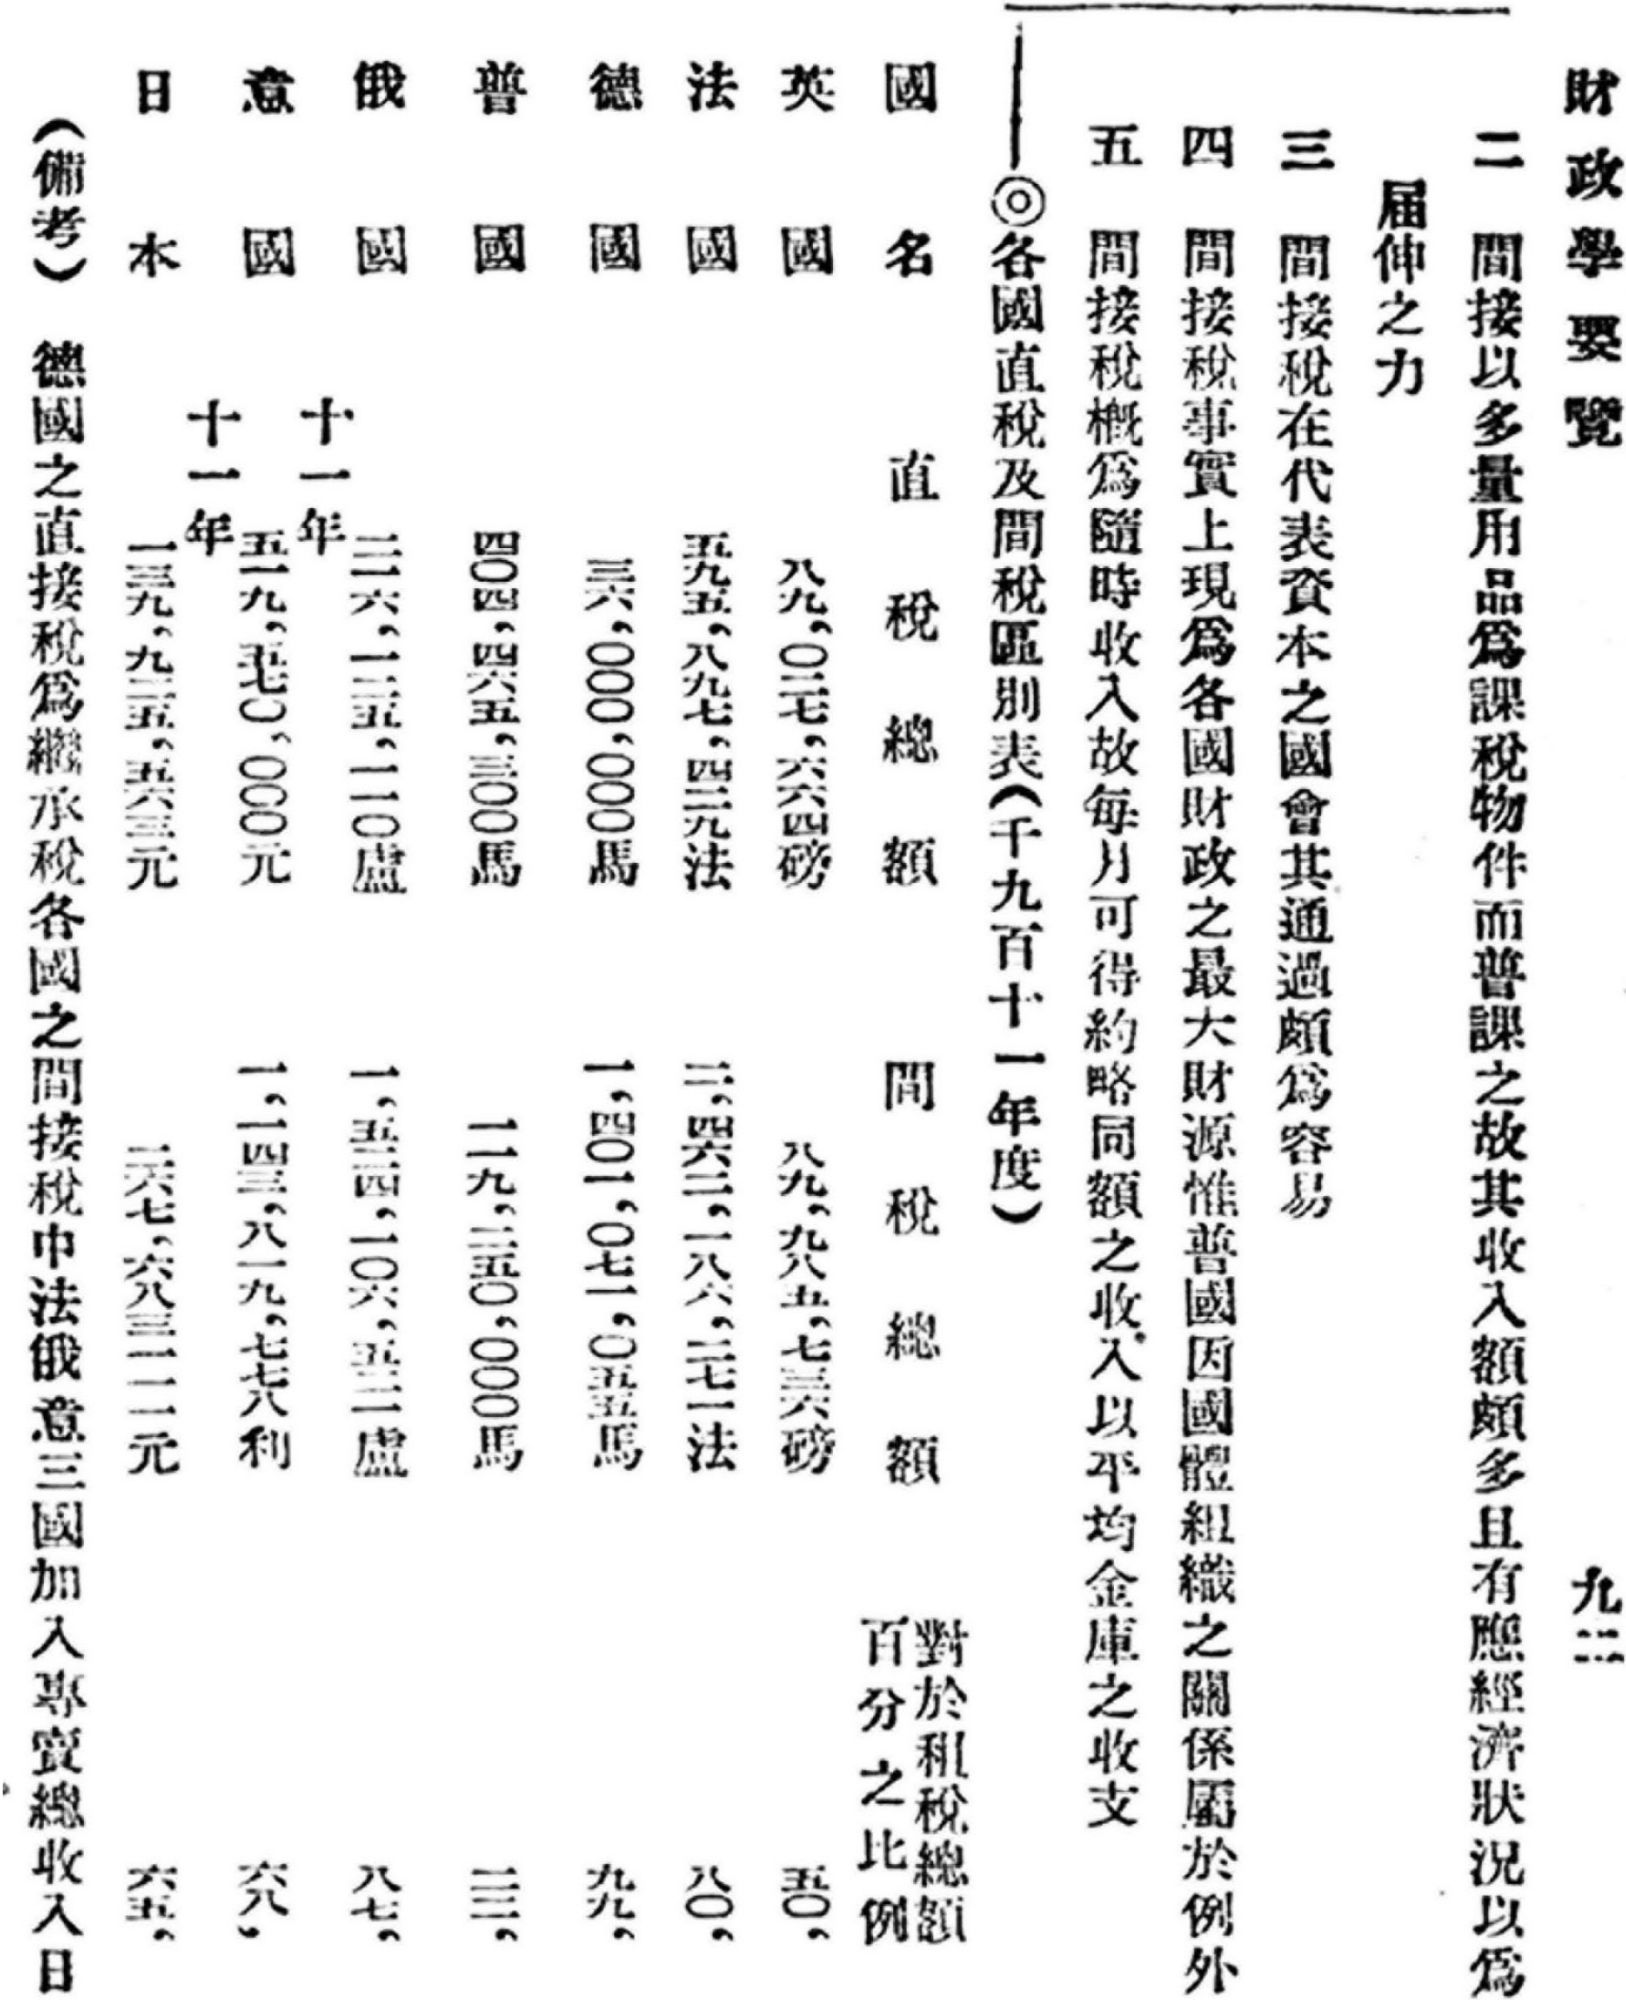 財政學要覽
九二
二　間接以多量用品爲課稅物件而普課之故其收入額頗多且有應經濟狀況以爲
屆伸之力
三　間接稅在代表資本之國會其通過頗爲容易
四　間接稅事實上現爲各國財政之最大財源惟普國因國體組織之關係屬於例外
五　間接稅概爲隨時收入故每月可得約略同額之收入以平均金庫之收支
◎各國直稅及間稅區別表（千九百十一年度）
國名　直稅總額　間稅總額　對於租稅總額百分之比例
英國　八九，〇二七，六六四磅　八九，九八五，七三六磅　五〇，
法國　五九五，八九七，四二九法　二，四六二，一八六，二七一法　八〇，
德國　三六，〇〇〇，〇〇〇馬　一，四〇一，〇七一，〇五五馬　九九，
普國　四〇四，四六五，三〇〇馬　一一九，二五〇，〇〇〇馬　二二，
俄國　二一六，一二五，一一〇盧　一，五二四，一〇六，五二一盧　八七，
十一年
意國　五一九，五七〇，〇〇〇元　一，一四三，八一九，七七八利　六八，
十一年
日本　一三九，九二五，五六三元　二六七，六八三一一一元　六五，
（備考）　德國之直接稅爲繼承稅各國之間接稅中法俄意三國加入專賣總收入日